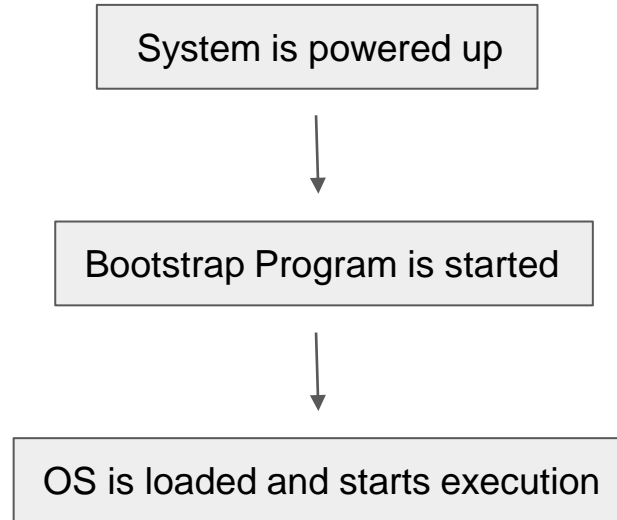 System is powered up
Bootstrap Program is started
OS is loaded and starts execution